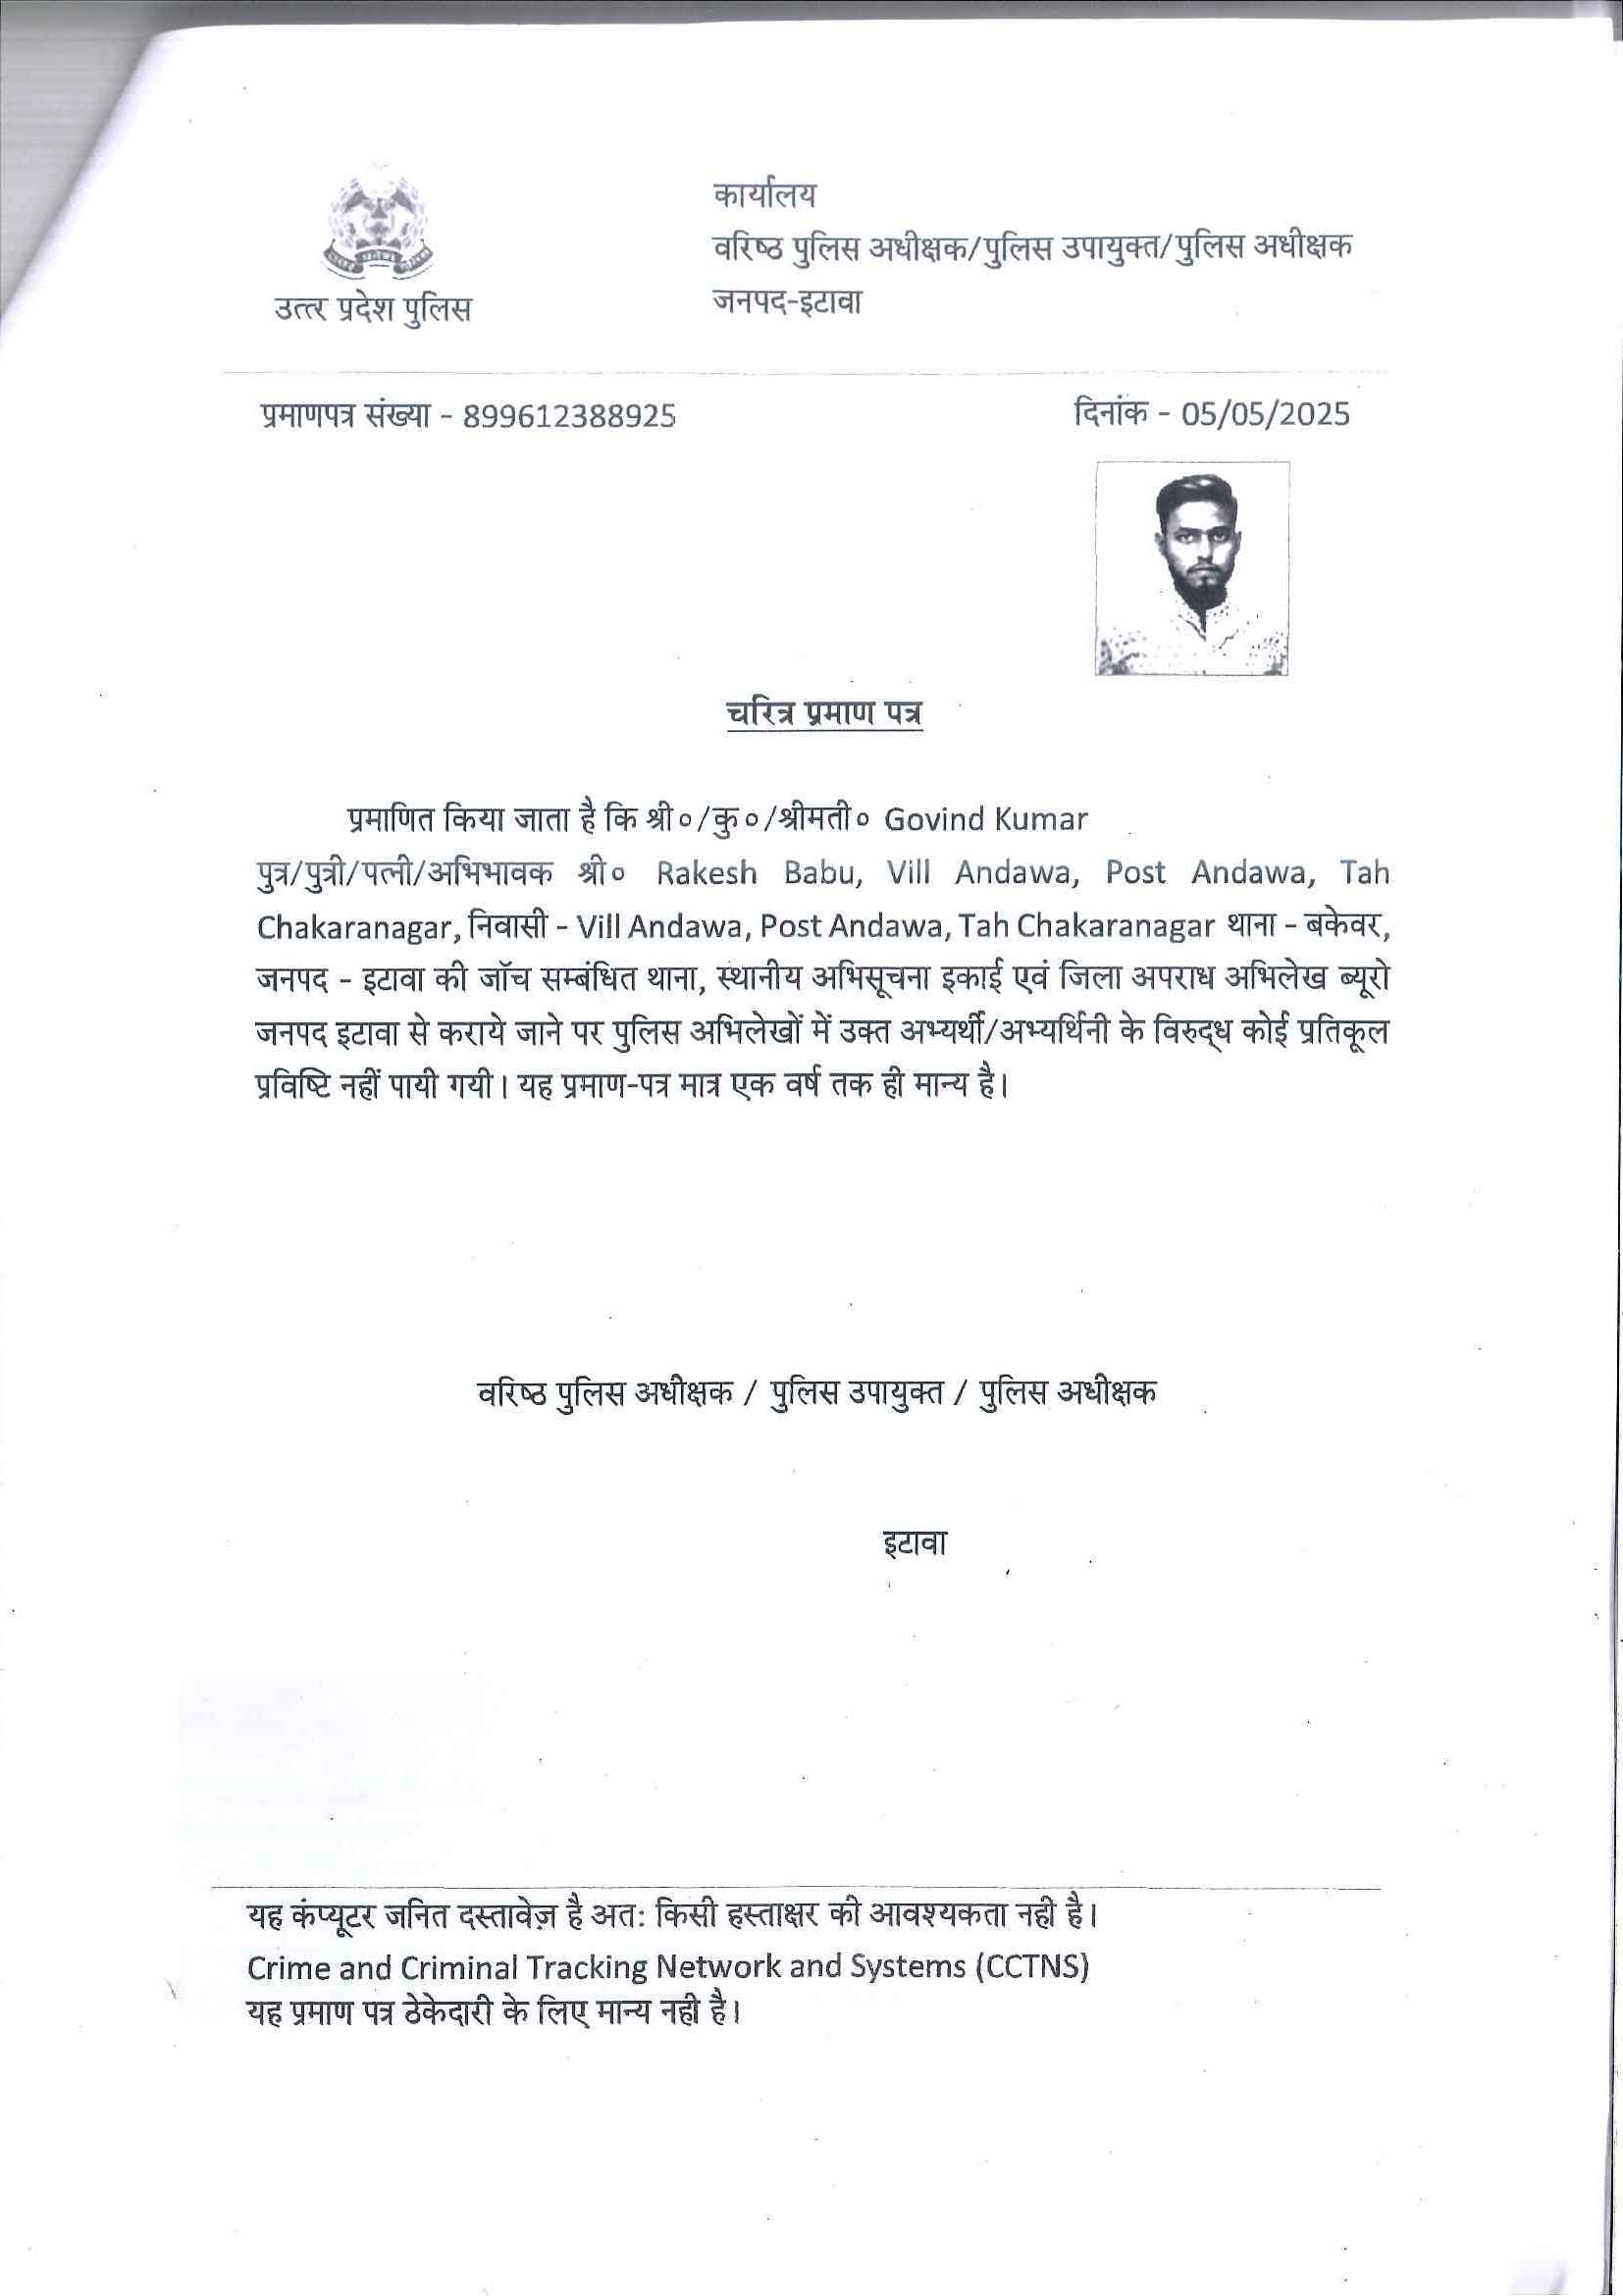 कार्यालय
वरिष्ठ पुलिस अधीक्षक/पुलिस उपायुक्त/पुलिस अधीक्षक
जनपद-इटावा
उत्तर प्रदेश पुलिस
प्रमाणपत्र संख्या - 899612388925
दिनांक - 05/05/2025
चरित्र प्रमाण पत्र
प्रमाणित किया जाता है कि श्री०/कु०/श्रीमती० Govind Kumar
पुत्र/पुत्री/पत्नी/अभिभावक श्री० Rakesh Babu, Vill Andawa, Post Andawa, Tah
Chakaranagar, निवासी - Vill Andawa, Post Andawa, Tah Chakaranagar थाना - बकेवर,
जनपद - इटावा की जॉच सम्बंधित थाना, स्थानीय अभिसूचना इकाई एवं जिला अपराध अभिलेख ब्यूरो
जनपद इटावा से कराये जाने पर पुलिस अभिलेखों में उक्त अभ्यर्थी/अभ्यर्थिनी के विरुद्ध कोई प्रतिकूल
प्रविष्टि नहीं पायी गयी। यह प्रमाण-पत्र मात्र एक वर्ष तक ही मान्य है।
वरिष्ठ पुलिस अधीक्षक / पुलिस उपायुक्त / पुलिस अधीक्षक
इटावा
यह कंप्यूटर जनित दस्तावेज़ है अत: किसी हस्ताक्षर की आवश्यकता नही है।
Crime and Criminal Tracking Network and Systems (CCTNS)
यह प्रमाण पत्र ठेकेदारी के लिए मान्य नही है।